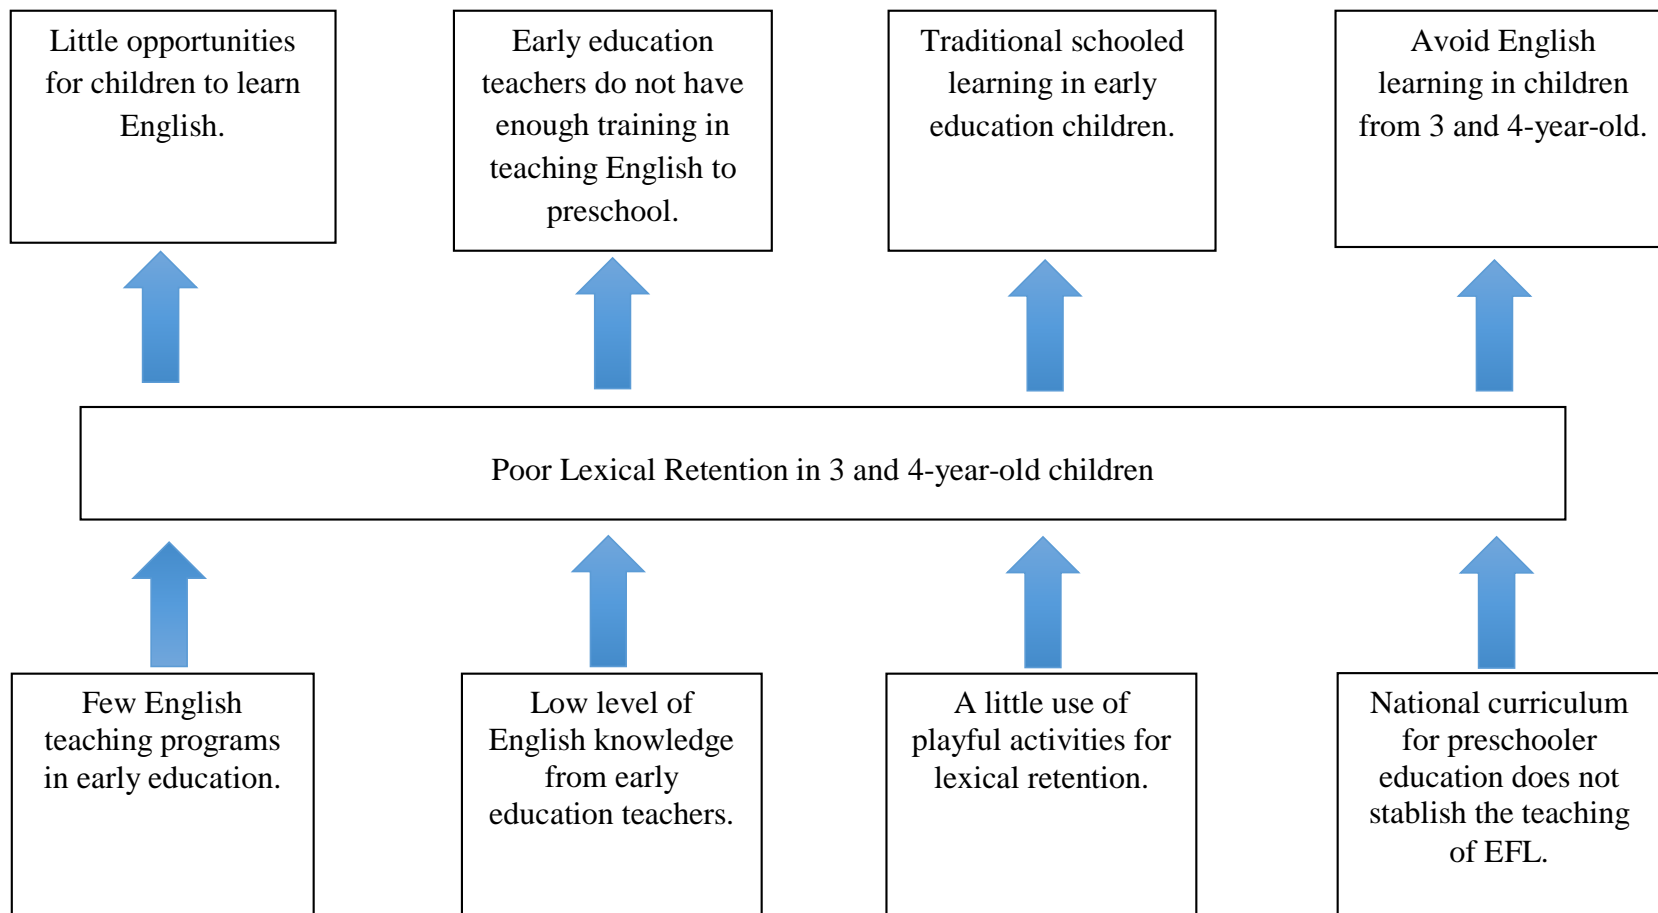 Little opportunities
for children to learn
English.
Early education
teachers do not have
enough training in
teaching English to
preschool.
Traditional schooled
learning in early
education children.
Avoid English
learning in children
from 3 and 4-year-old.
Poor Lexical Retention in 3 and 4-year-old children
Few English
teaching programs
in early education.
Low level of
English knowledge
from early
education teachers.
A little use of
playful activities for
lexical retention.
National curriculum
for preschooler
education does not
stablish the teaching
of EFL.